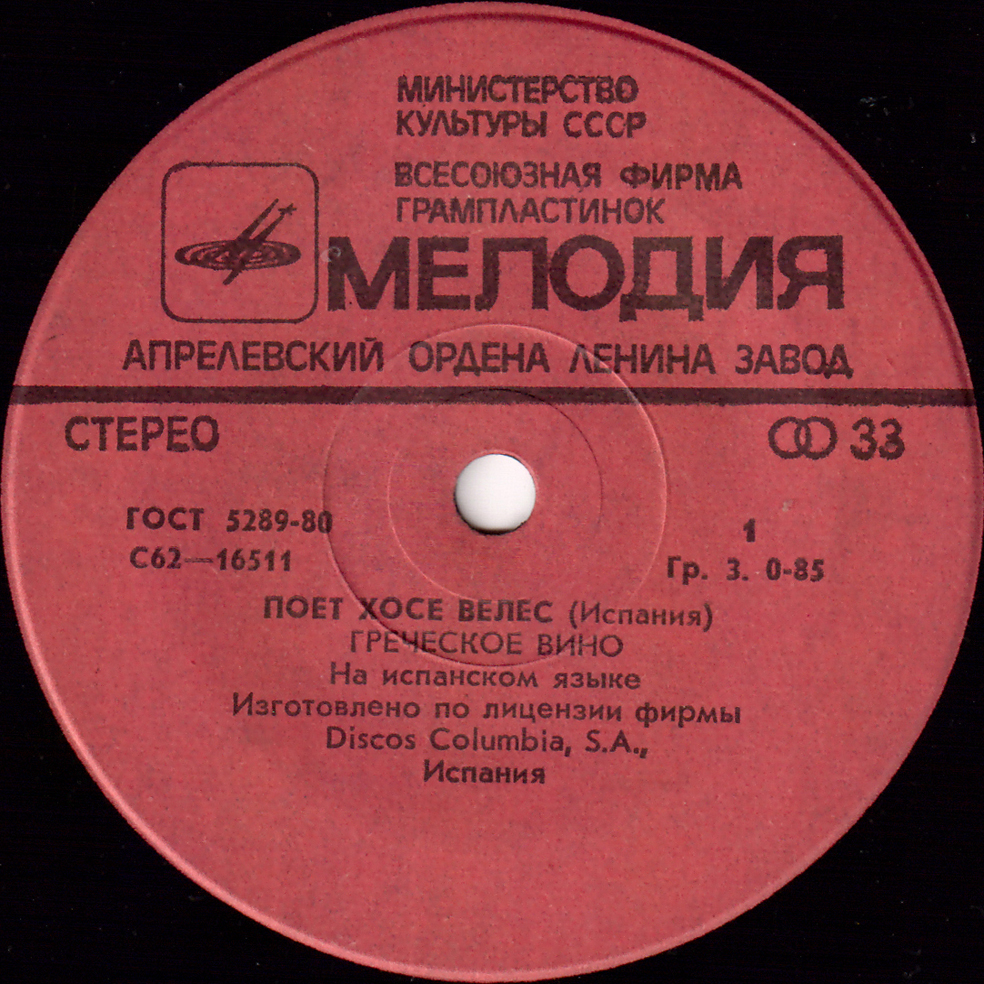 МИНИСТЕРСТВО
КУЛЬТУРЫ СССР
ВСЕСОЮЗНАЯ ФИРМА
ГРАМПЛАСТИНОК
МЕЛОДИЯ
АПРЕЛЕВСКИЙ ОРДЕНА ЛЕНИНА ЗАВОД
СТЕРЕО 33
ГОСТ 5289-80 1
С62—16511 Гр. 3. 0-85
ПОЕТ ХОСЕ ВЕЛЕС (Испания)
ГРЕЧЕСКОЕ ВИНО
На испанском языке
Изготовлено по лицензии фирмы
Discos Columbia, S.A.,
Испания